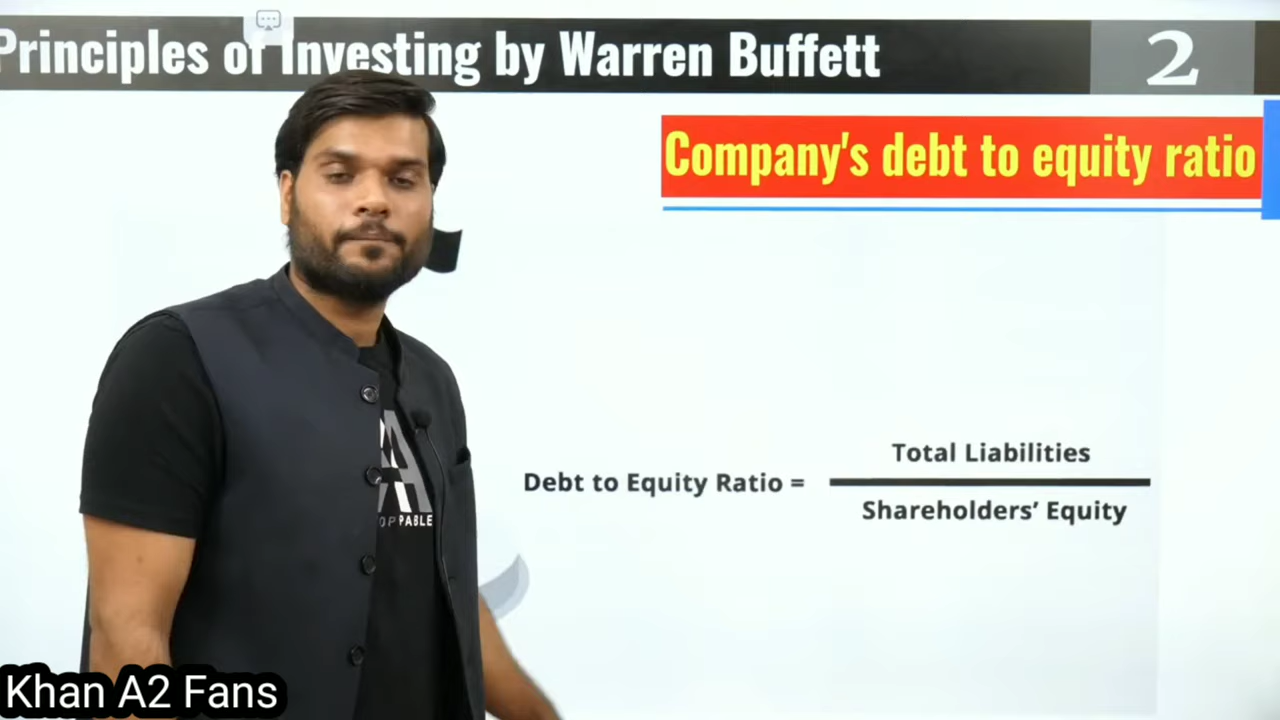 Principles of Investing by Warren Buffett
2
Company's debt to equity ratio
Total Liabilities
Debt to Equity Ratio =
Shareholders’ Equity
OPPABLE
Khan A2 Fans